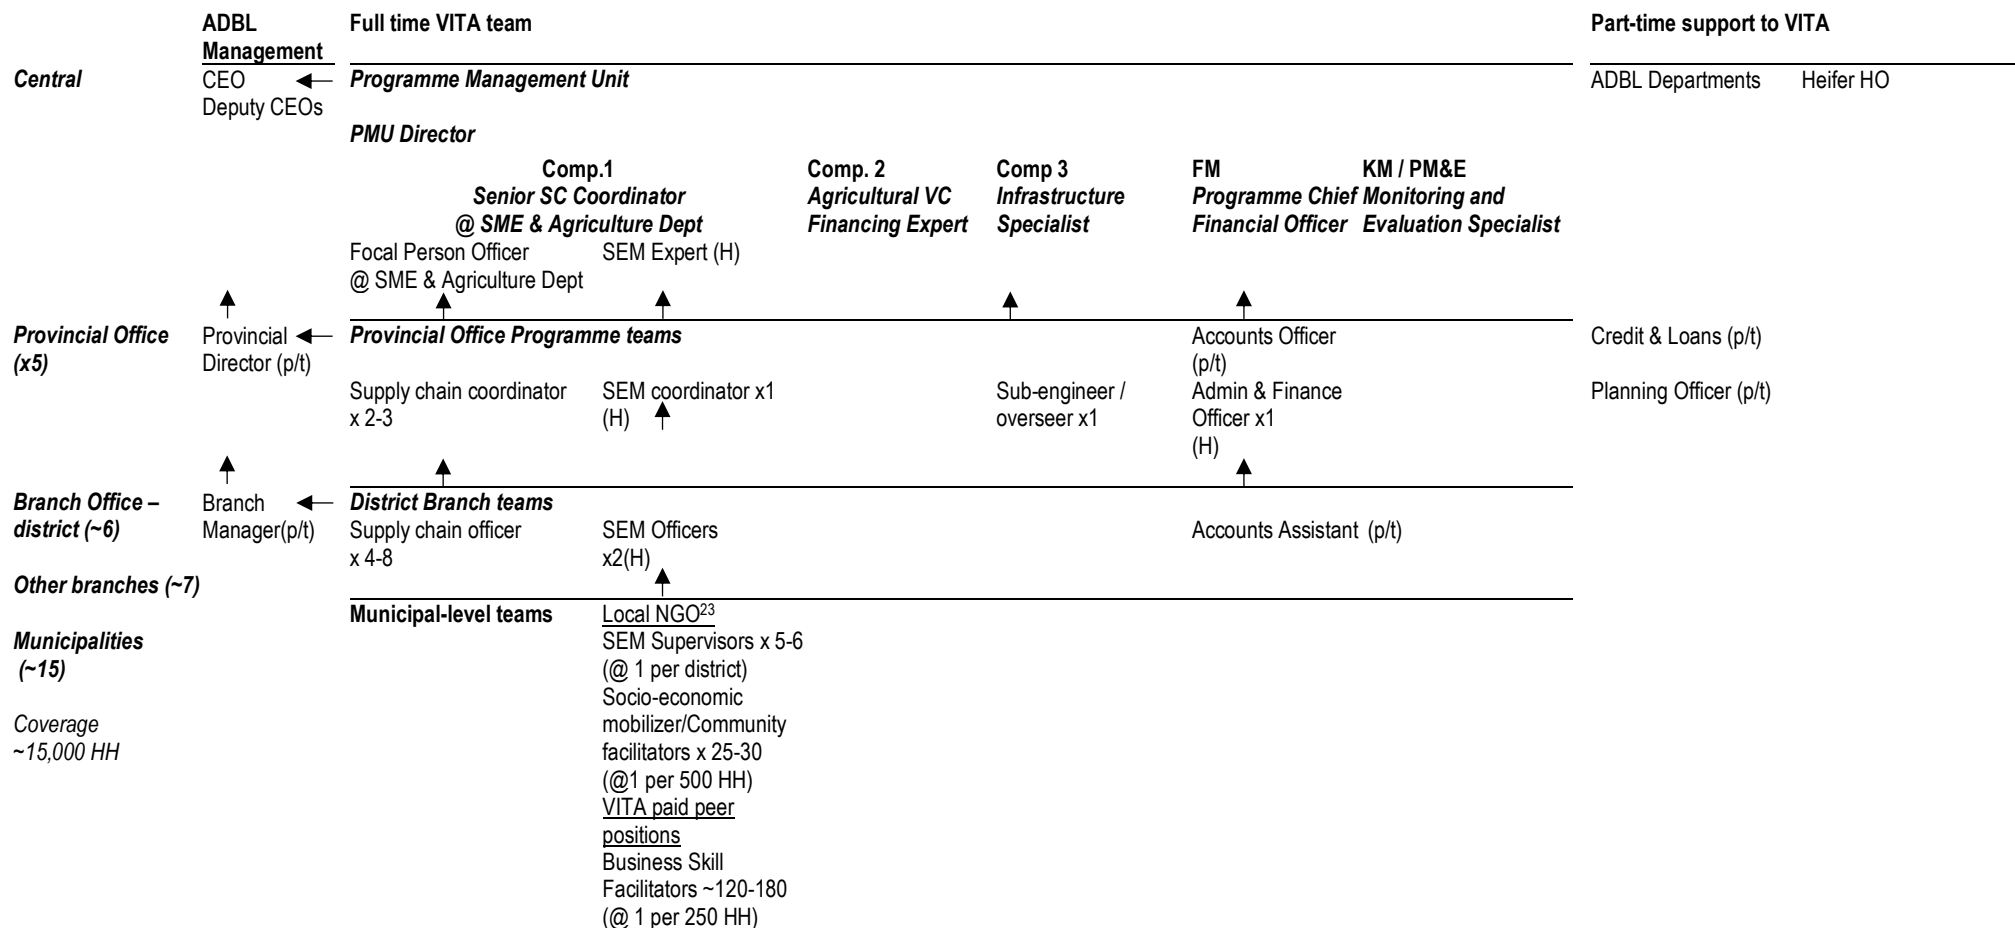 ADBL Management
Full time VITA team
Part-time support to VITA
Central
CEO
Deputy CEOs
Programme Management Unit
ADBL Departments
Heifer HO
PMU Director
Comp.1
Senior SC Coordinator
@ SME & Agriculture Dept
Comp. 2
Agricultural VC
Financing Expert
Comp 3
Infrastructure
Specialist
FM
Programme Chief
Financial Officer
KM / PM&E
Monitoring and
Evaluation Specialist
Focal Person Officer
@ SME & Agriculture Dept
SEM Expert (H)
Provincial Office
(x5)
Provincial
Director (p/t)
Provincial Office Programme teams
Accounts Officer
(p/t)
Credit & Loans (p/t)
Supply chain coordinator
x 2-3
SEM coordinator x1
(H)
Sub-engineer /
overseer x1
Admin & Finance
Officer x1
(H)
Planning Officer (p/t)
Branch Office –
district (~6)
Branch
Manager(p/t)
District Branch teams
Supply chain officer
x 4-8
SEM Officers
x2(H)
Accounts Assistant (p/t)
Other branches (~7)
Municipal-level teams
Local NGO23
Municipalities
(~15)
SEM Supervisors x 5-6
(@ 1 per district)
Socio-economic
mobilizer/Community
facilitators x 25-30
(@1 per 500 HH)
Coverage
~15,000 HH
VITA paid peer
positions
Business Skill
Facilitators ~120-180
(@ 1 per 250 HH)